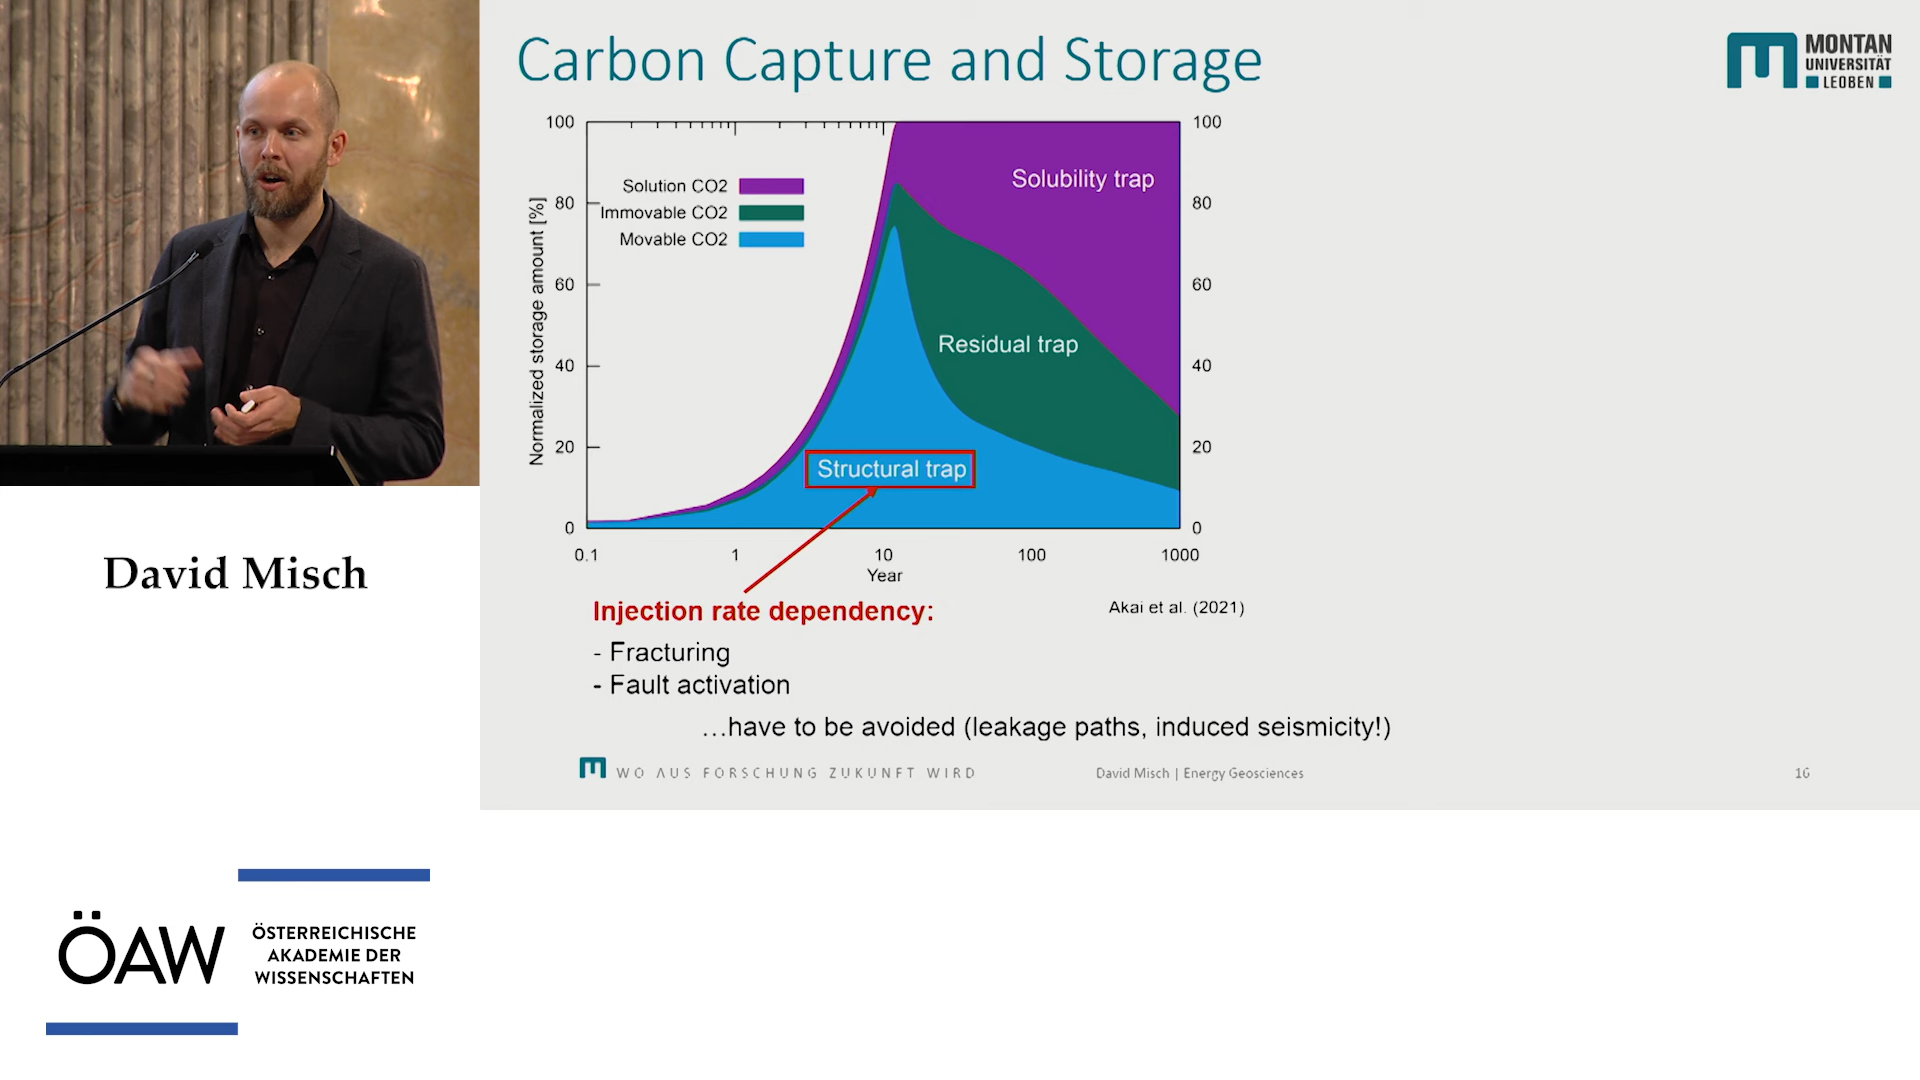 Carbon Capture and Storage
MONTAN
UNIVERSITÄT
LEOBEN
Normalized storage amount [%]
100
80
60
40
20
0
100
80
60
40
20
0
Solution CO2
Immovable CO2
Movable CO2
Solubility trap
Residual trap
Structural trap
0.1
1
10
100
1000
Year
Injection rate dependency:
Akai et al. (2021)
- Fracturing
- Fault activation
…have to be avoided (leakage paths, induced seismicity!)
WO AUS FORSCHUNG ZUKUNFT WIRD
David Misch | Energy Geosciences
16
David Misch
ÖAW
ÖSTERREICHISCHE
AKADEMIE DER
WISSENSCHAFTEN